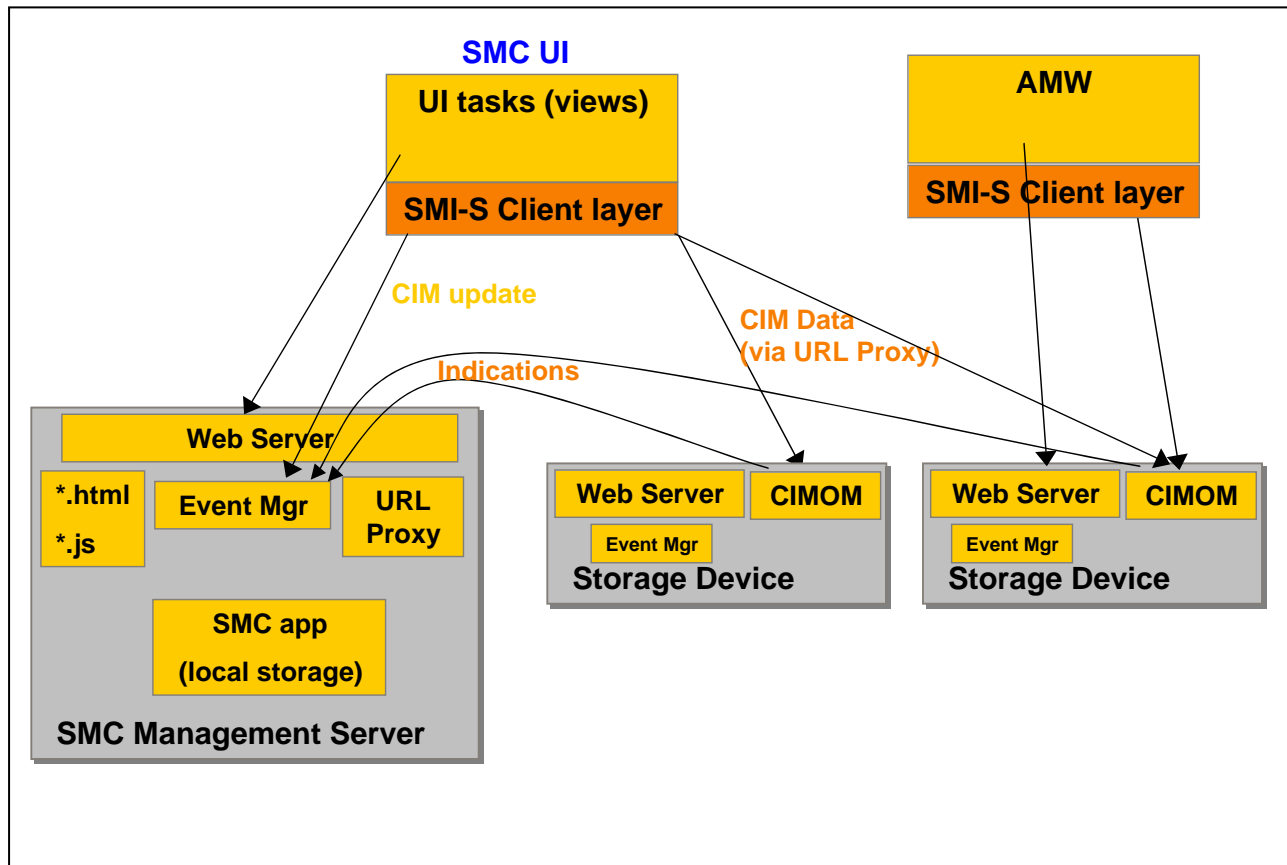 SMC UI
UI tasks (views)
SMI-S Client layer
AMW
SMI-S Client layer
CIM update
CIM Data
(via URL Proxy)
Indications
Web Server
*.html
*.js
Event Mgr
URL
Proxy
SMC app
(local storage)
SMC Management Server
Web Server
CIMOM
Event Mgr
Storage Device
Web Server
CIMOM
Event Mgr
Storage Device